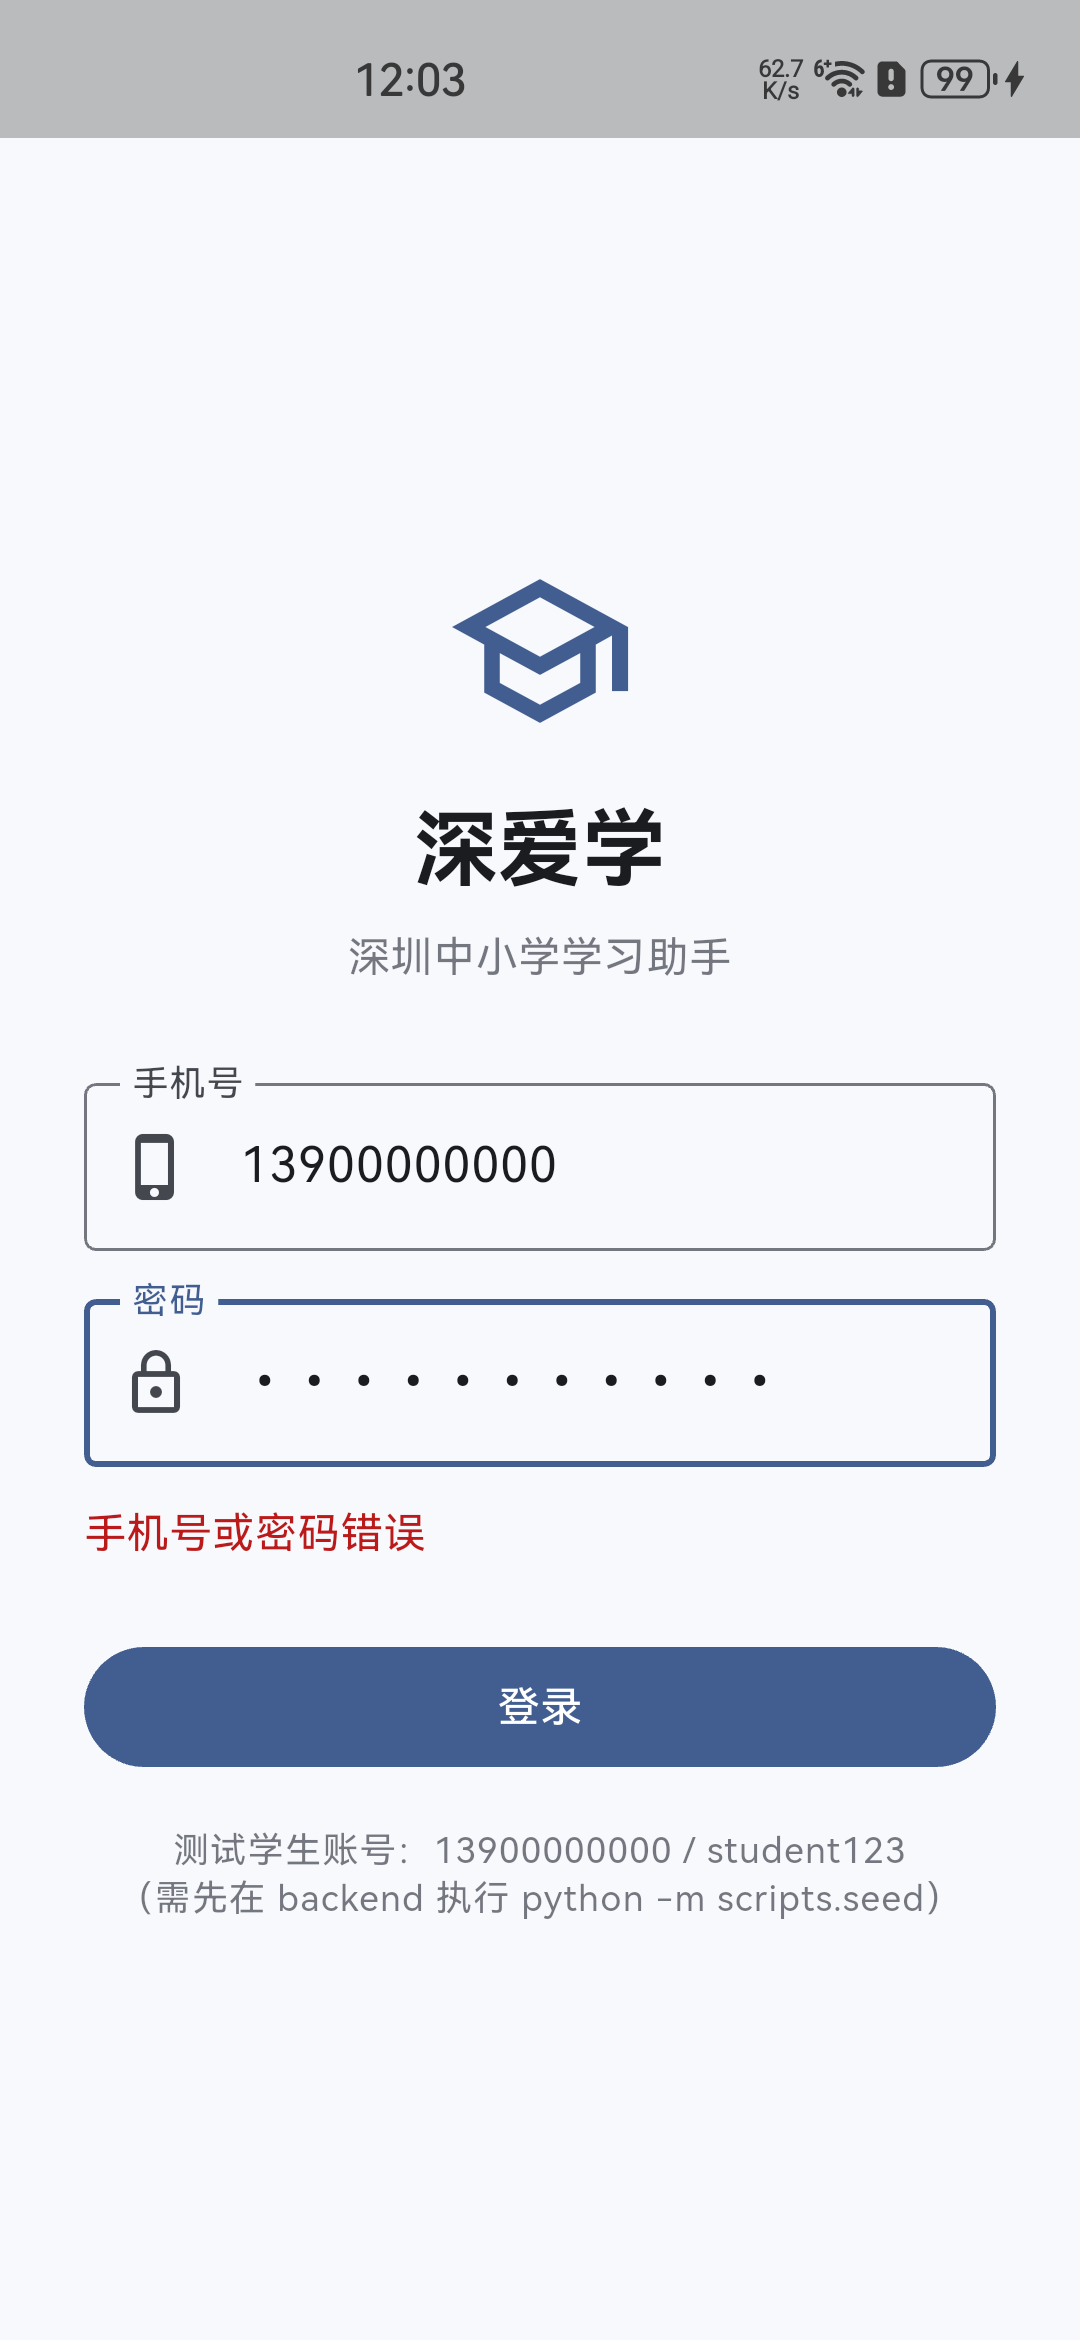 12:03
62.7
K/s
6+
99
深爱学
深圳中小学学习助手
手机号
13900000000
密码
•••••••••••
手机号或密码错误
登录
测试学生账号：13900000000 / student123
（需先在 backend 执行 python -m scripts.seed）